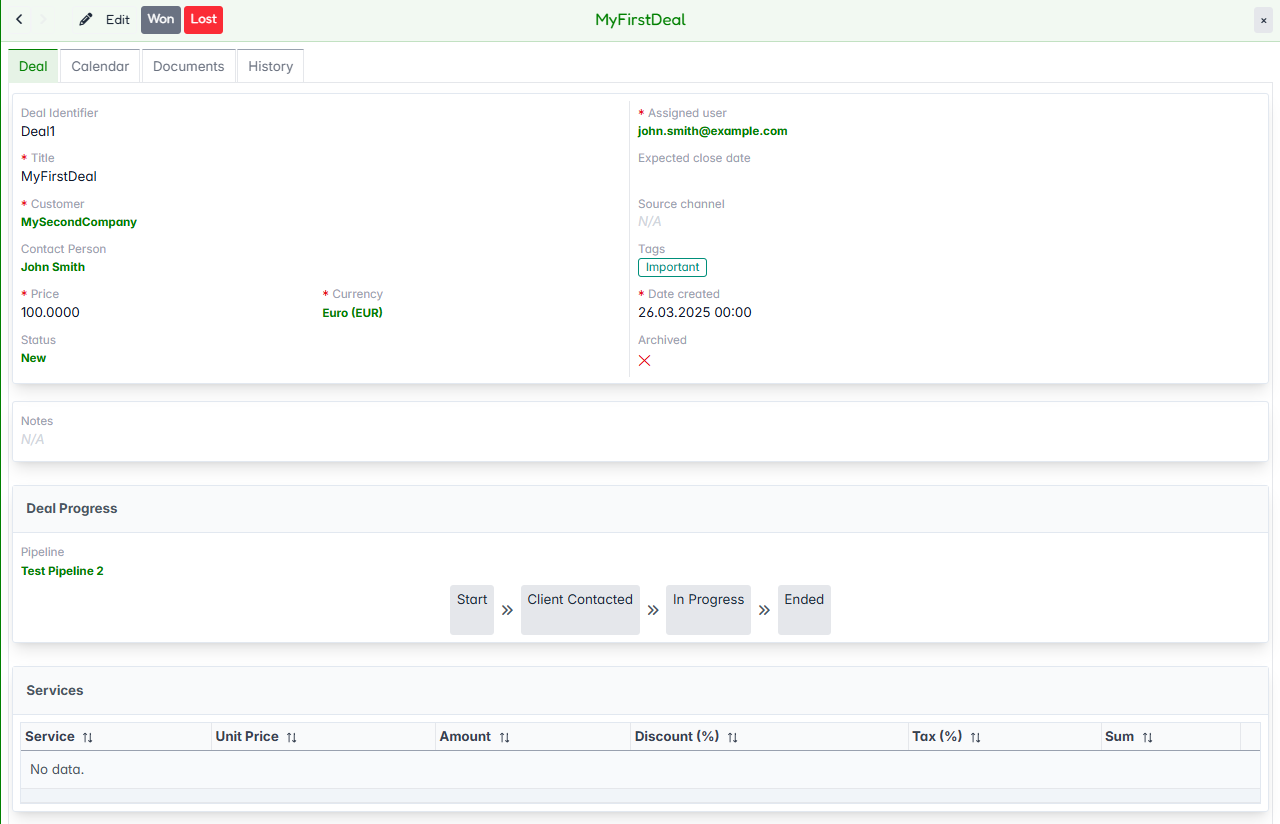 Edit Won Lost MyFirstDeal ×
Deal Calendar Documents History
Deal Identifier
Deal1
* Title
MyFirstDeal
* Customer
MySecondCompany
Contact Person
John Smith
* Price * Currency
100.0000 Euro (EUR)
Status
New
* Assigned user
john.smith@example.com
Expected close date
Source channel
N/A
Tags
Important
* Date created
26.03.2025 00:00
Archived
Notes
N/A
Deal Progress
Pipeline
Test Pipeline 2
Start » Client Contacted » In Progress » Ended
Services
Service Unit Price Amount Discount (%) Tax (%) Sum
No data.